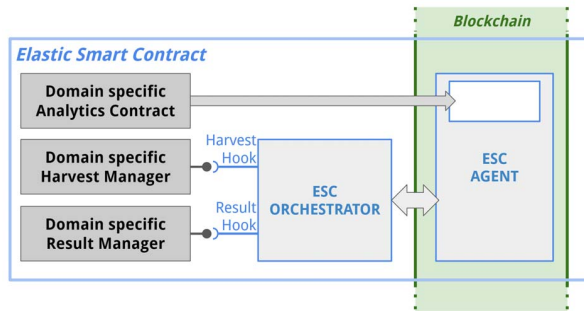 Blockchain
Elastic Smart Contract
Domain specific
Analytics Contract
Harvest
Hook
Domain specific
Harvest Manager
ESC
ORCHESTRATOR
ESC
AGENT
Result
Hook
Domain specific
Result Manager